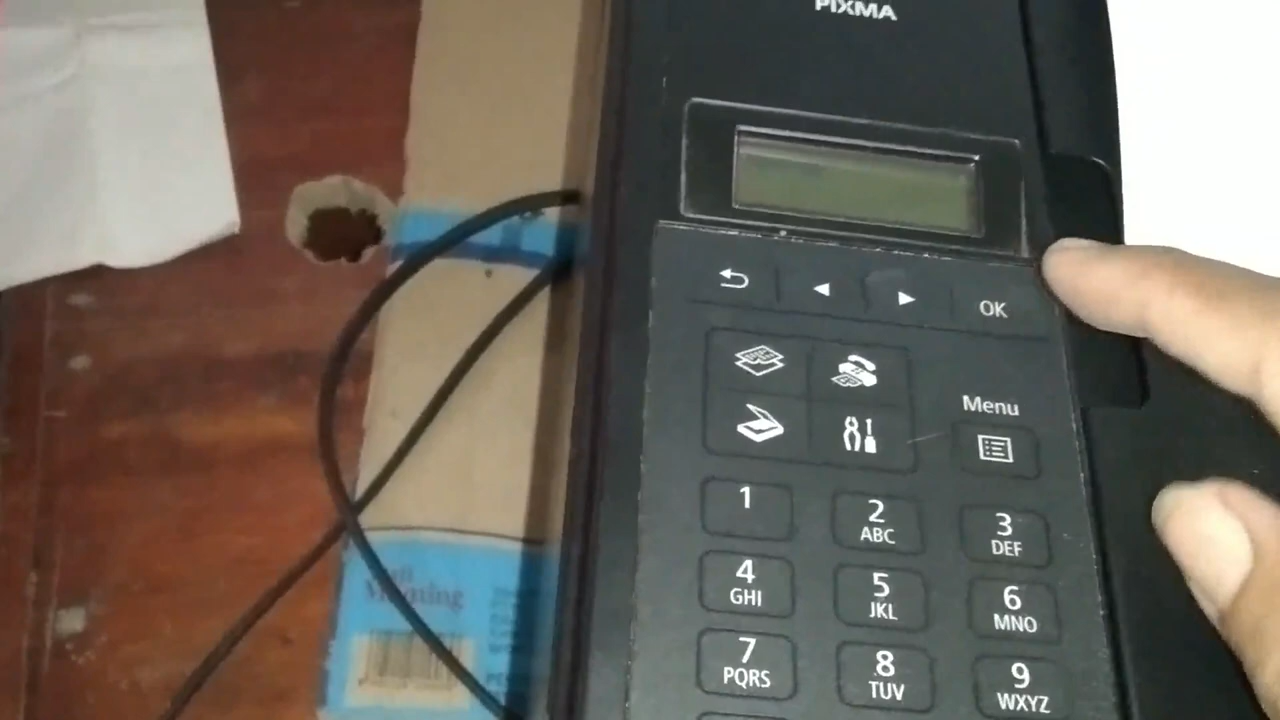 PIXMA
OK
Menu
1
2
ABC
3
DEF
4
GHI
5
JKL
6
MNO
7
PQRS
8
TUV
9
WXYZ